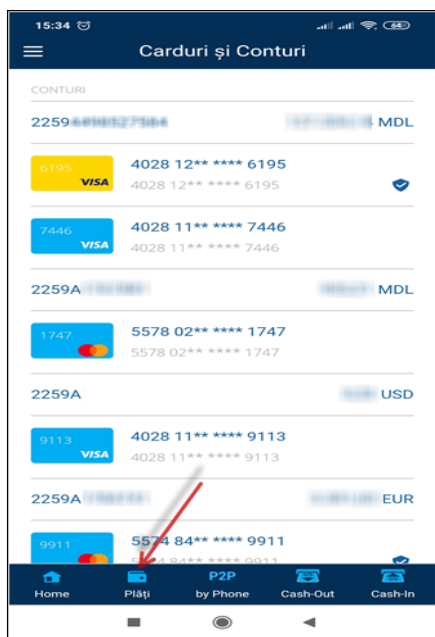 15:34
64
Carduri și Conturi
CONTURI
2259 MDL
6195 4028 12** **** 6195
VISA 4028 12** **** 6195
7446 4028 11** **** 7446
VISA 4028 11** **** 7446
2259A MDL
1747 5578 02** **** 1747
5578 02** **** 1747
2259A USD
9113 4028 11** **** 9113
VISA 4028 11** **** 9113
2259A EUR
9911 5574 84** **** 9911
5574 84** **** 9911
Home Plăți P2P by Phone Cash-Out Cash-In